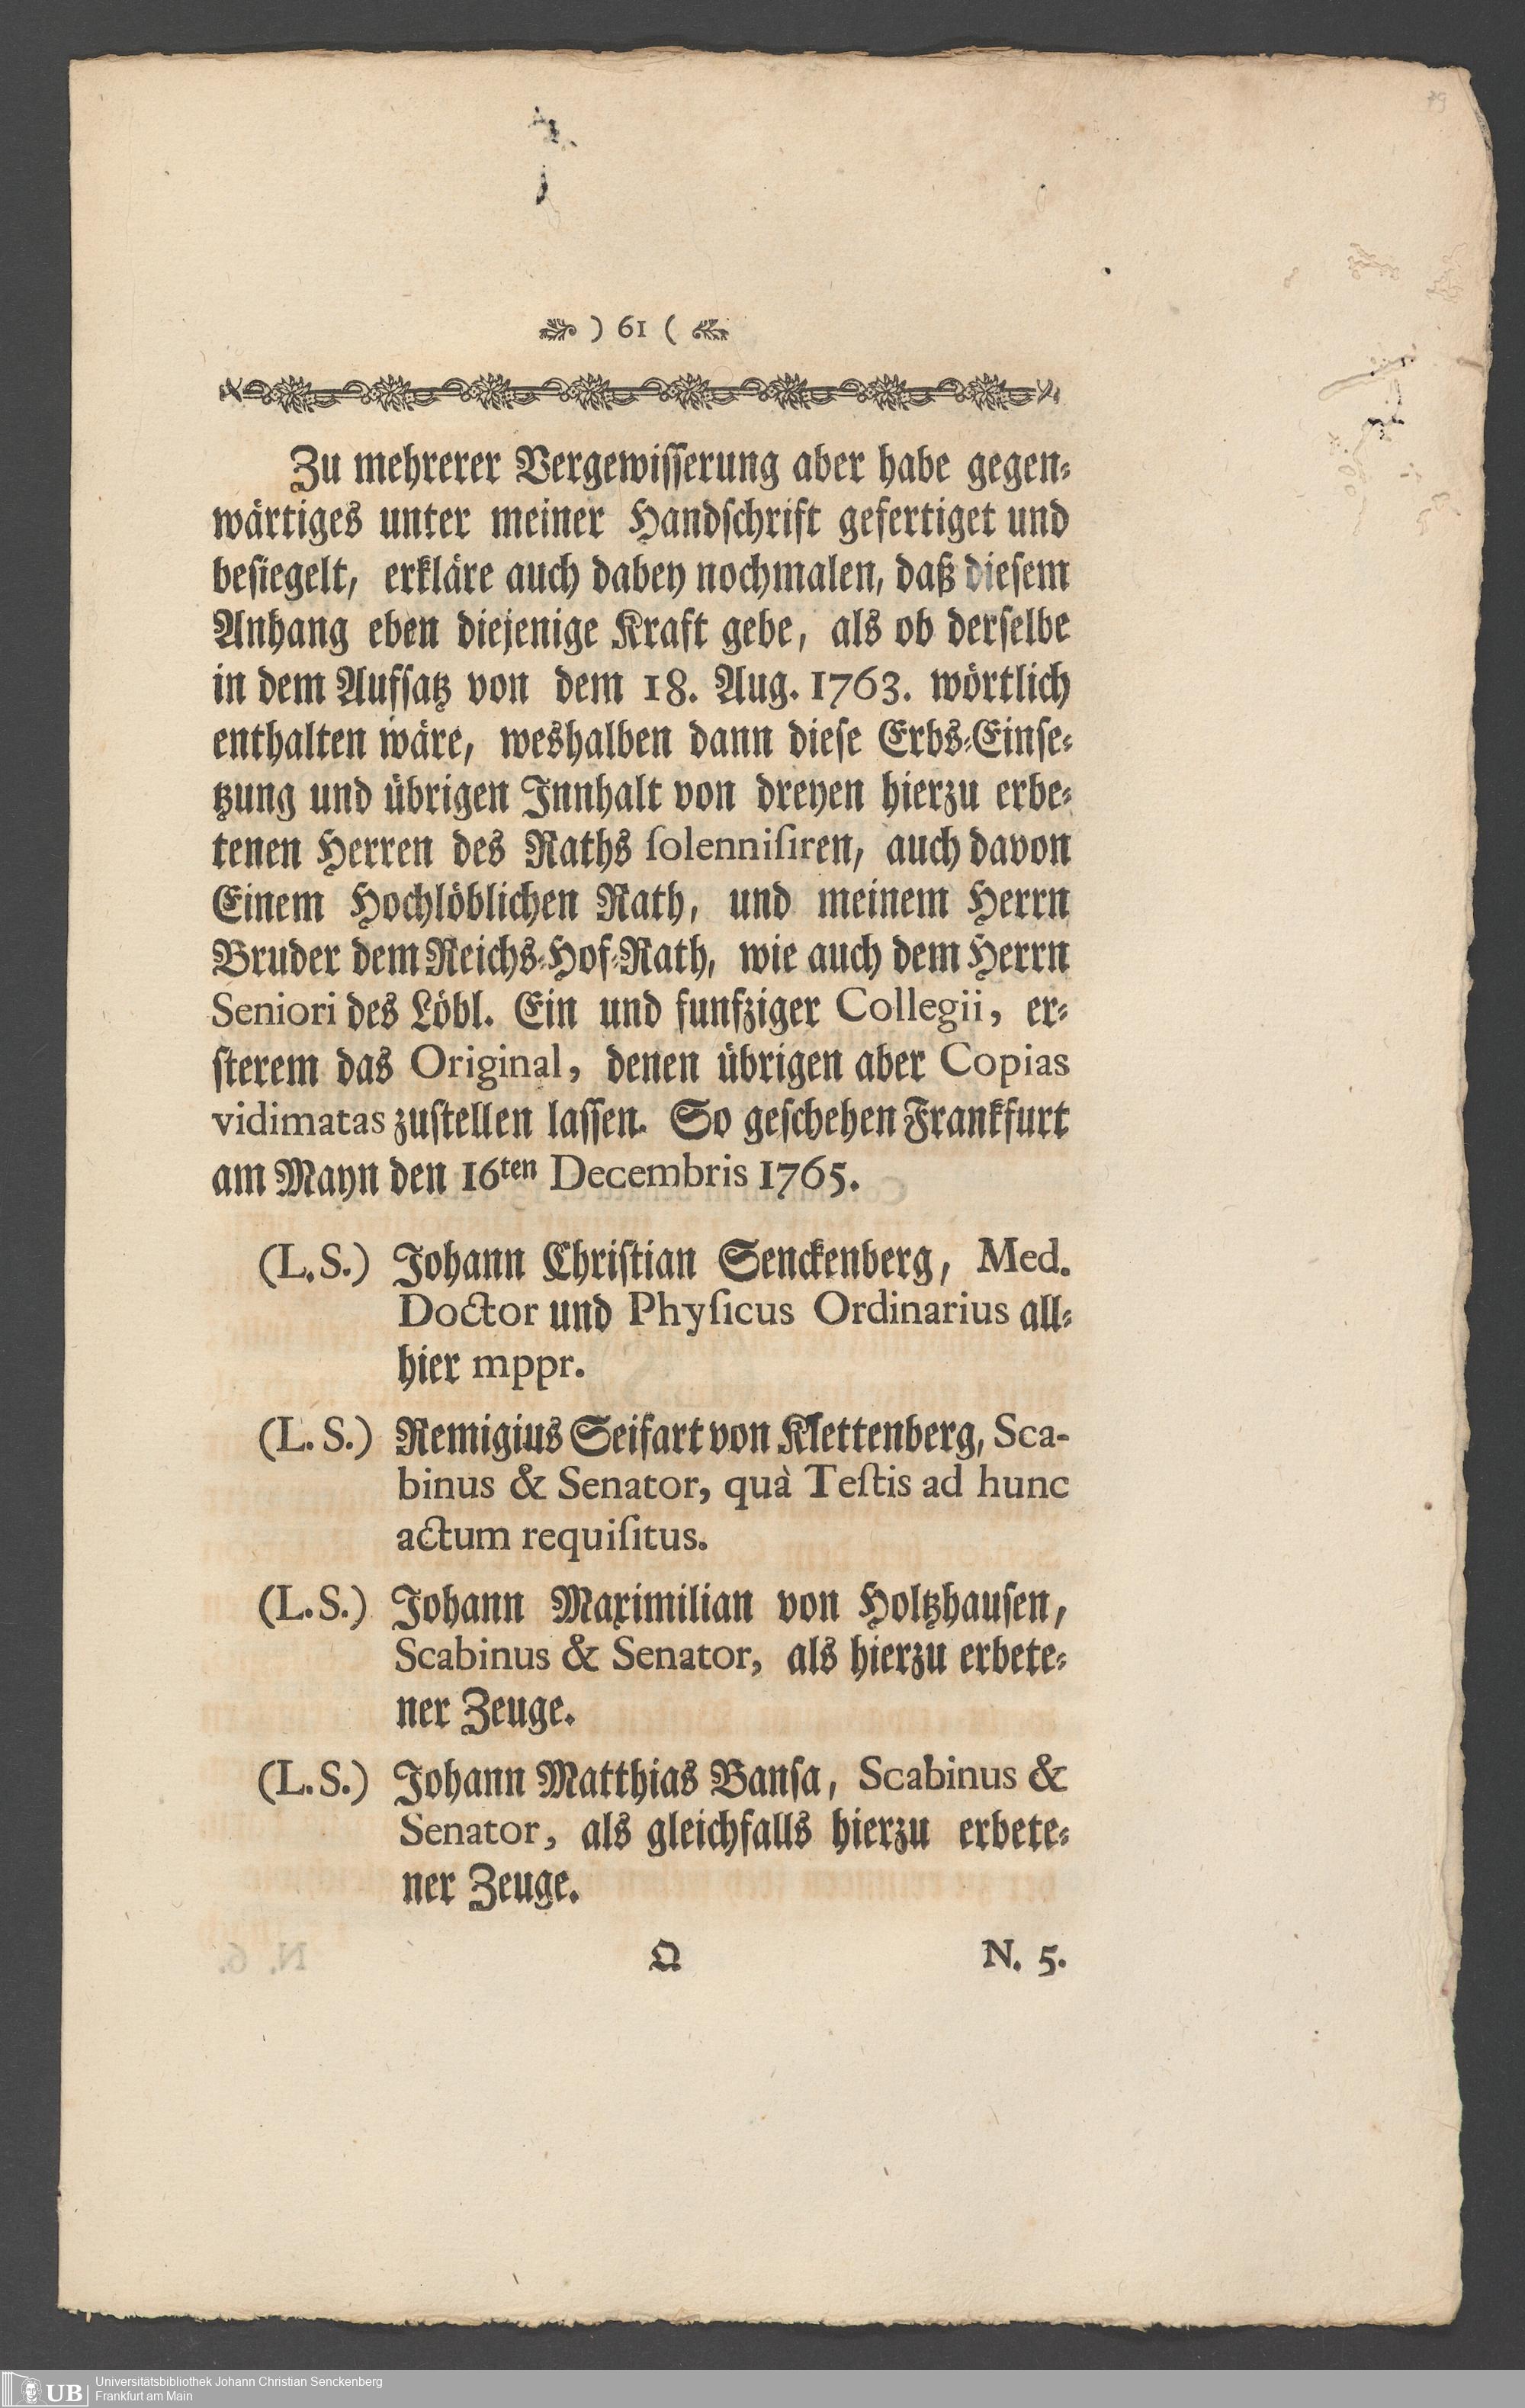 79
) 61 (
Zu mehrerer Vergewisserung aber habe gegen-
wärtiges unter meiner Handschrift gefertiget und
besiegelt, erkläre auch dabey nochmalen, daß diesem
Anhang eben diejenige Kraft gebe, als ob derselbe
in dem Aufsatz von dem 18. Aug. 1763. wörtlich
enthalten wäre, weshalben dann diese Erbs-Einse-
tzung und übrigen Innhalt von dreyen hierzu erbe-
tenen Herren des Raths ſolenniſiren, auch davon
Einem Hochlöblichen Rath, und meinem Herrn
Bruder dem Reichs-Hof-Rath, wie auch dem Herrn
Seniori des Löbl. Ein und funfziger Collegii, er-
sterem das Original, denen übrigen aber Copias
vidimatas zustellen lassen. So geschehen Frankfurt
am Mayn den 16ten Decembris 1765.
(L.S.) Johann Christian Senckenberg, Med.
Doctor und Phyſicus Ordinarius all-
hier mppr.
(L.S.) Remigius Seifart von Klettenberg, Sca-
binus & Senator, quà Teſtis ad hunc
actum requiſitus.
(L.S.) Johann Maximilian von Holtzhausen,
Scabinus & Senator, als hierzu erbete-
ner Zeuge.
(L.S.) Johann Matthias Bansa, Scabinus &
Senator, als gleichfalls hierzu erbete-
ner Zeuge.
Q N. 5.
UB Universitätsbibliothek Johann Christian Senckenberg
Frankfurt am Main